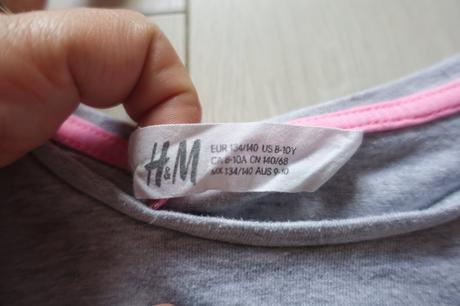 H&M
EUR 134/140 US 8-10Y
CA 8-10A CN 140/68
MX 134/140 AUS 9-10